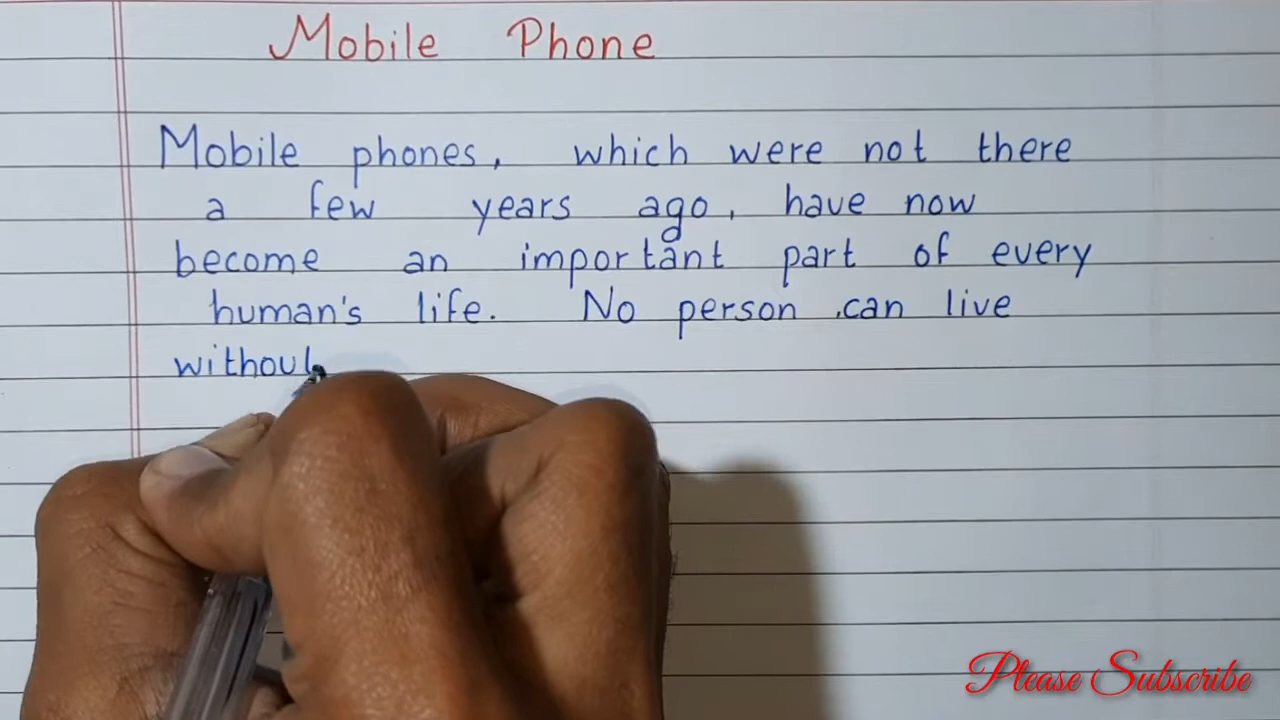 Mobile Phone
Mobile phones, which were not there
a few years ago, have now
become an important part of every
human's life. No person can live
without
Please Subscribe